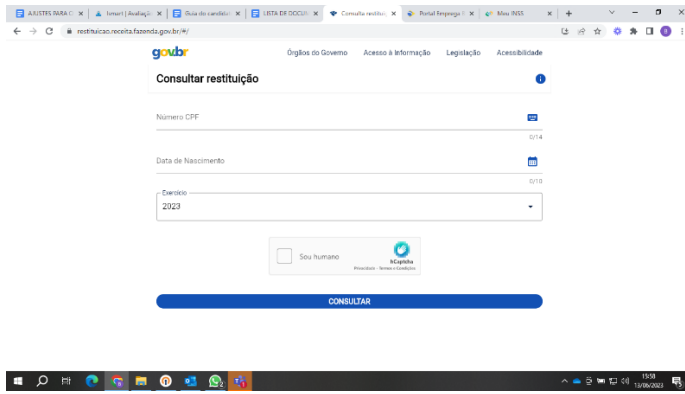 AJUSTES PARA C
Imaert | Avaliaçã
Guia do candidat
LISTA DE DOCUM
Consulta restituiç
Portal Emprega
Meu INSS
restituicao.receita.fazenda.gov.br/#/
B
gov.br
Órgãos do Governo Acesso à Informação Legislação Acessibilidade
Consultar restituição
Número CPF
0/14
Data de Nascimento
0/10
Exercício
2023
Sou humano
hCaptcha
Privacidade - Termos e Condições
CONSULTAR
15:58
13/06/2023